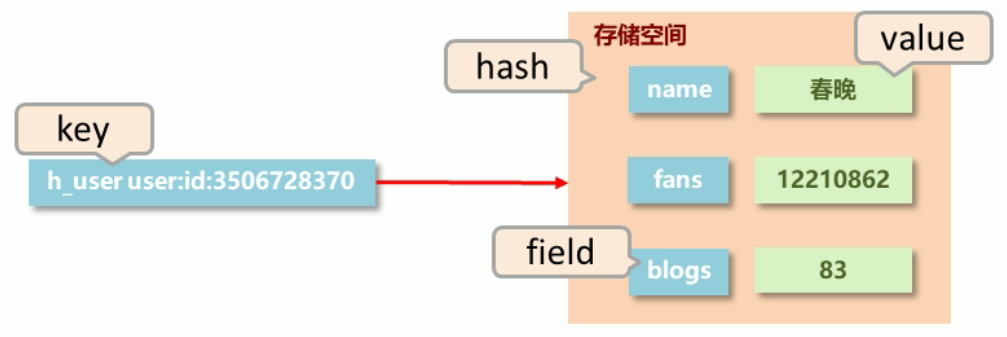 存储空间
value
hash
name
春晚
key
h_user user:id:3506728370
fans
12210862
field
blogs
83